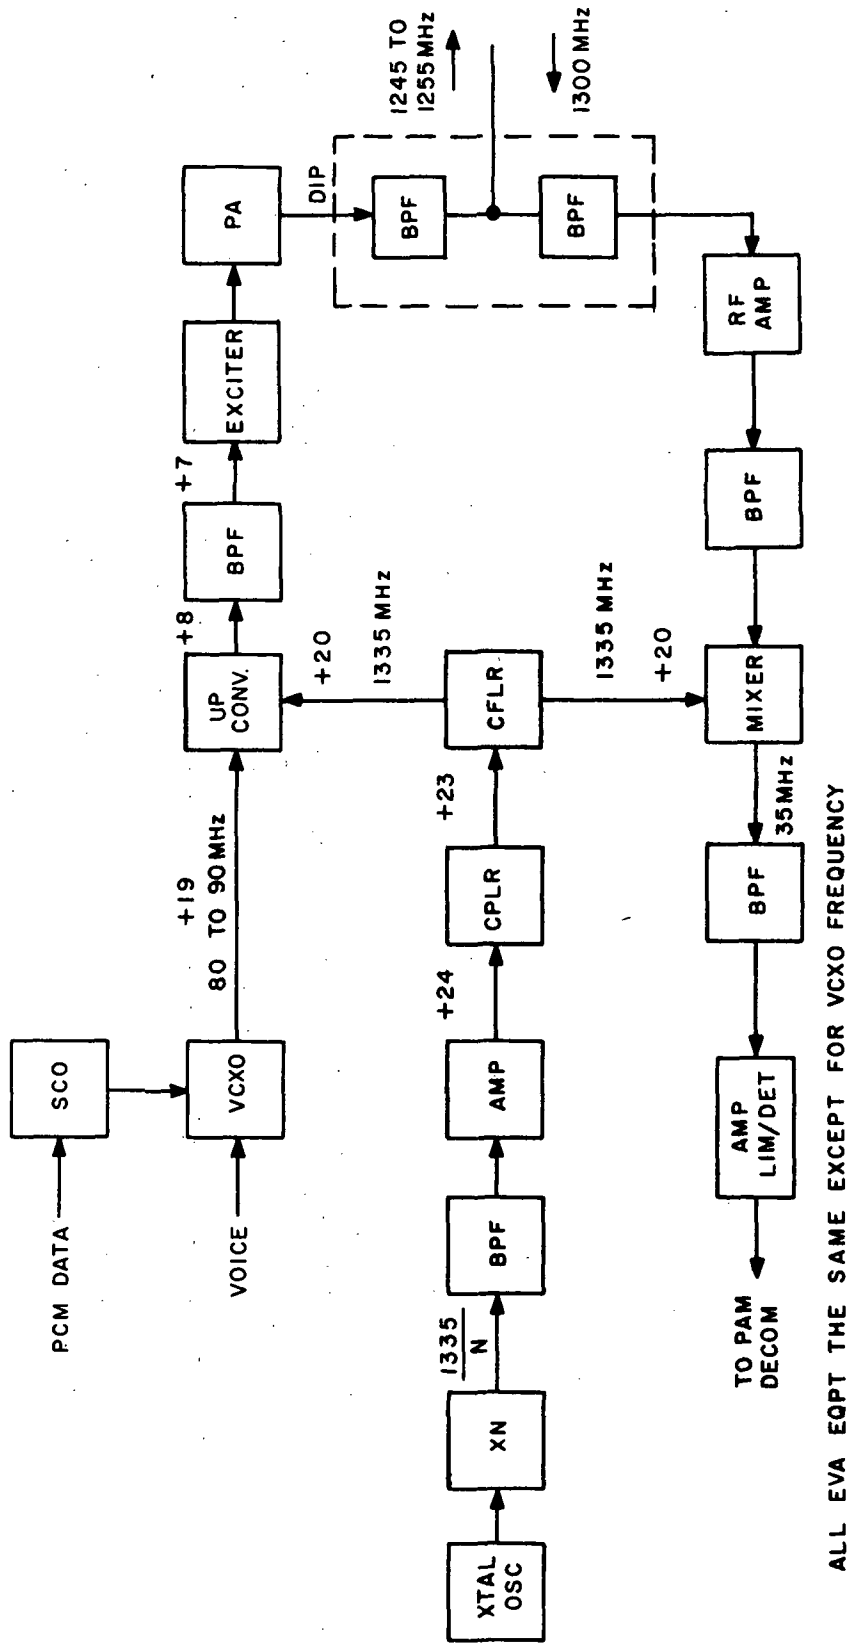 PCM DATA
SCO
VOICE
VCXO
+19
80 TO 90 MHz
UP
CONV.
+8
BPF
+7
EXCITER
PA
DIP
BPF
BPF
1245 TO
1255 MHz
1300 MHz
XTAL
OSC
XN
1335
N
BPF
AMP
+24
CPLR
+23
CFLR
+20
1335 MHz
1335 MHz
+20
RF
AMP
BPF
MIXER
35 MHz
BPF
AMP
LIM/DET
TO PAM
DECOM
ALL EVA EQPT THE SAME EXCEPT FOR VCXO FREQUENCY